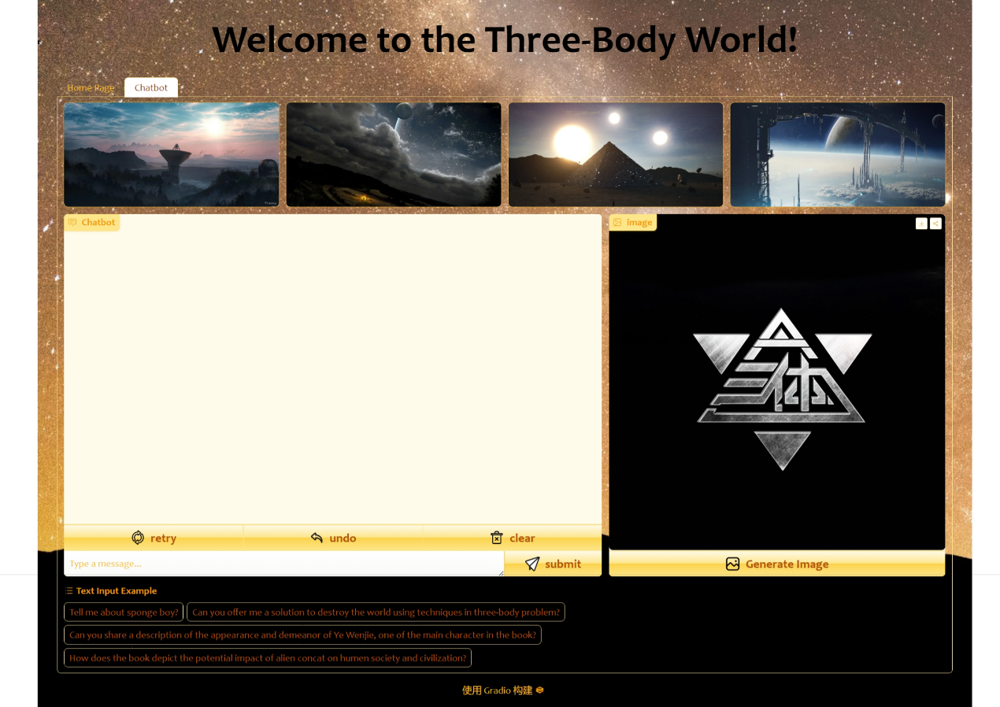 Welcome to the Three-Body World!
Home Page Chatbot
Chatbot
image
三体
retry undo clear
Type a message...
submit
Generate Image
Text Input Example
Tell me about sponge boy? Can you offer me a solution to destroy the world using techniques in three-body problem?
Can you share a description of the appearance and demeanor of Ye Wenjie, one of the main character in the book?
How does the book depict the potential impact of alien concat on humen society and civilization?
使用 Gradio 构建